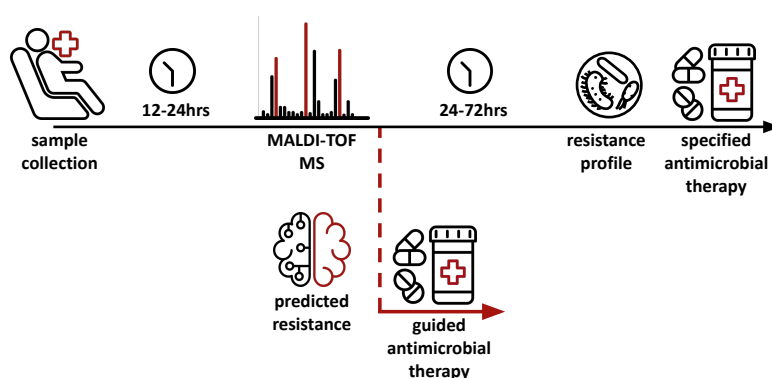 12-24hrs
24-72hrs
sample
collection
MALDI-TOF
MS
resistance
profile
specified
antimicrobial
therapy
predicted
resistance
guided
antimicrobial
therapy